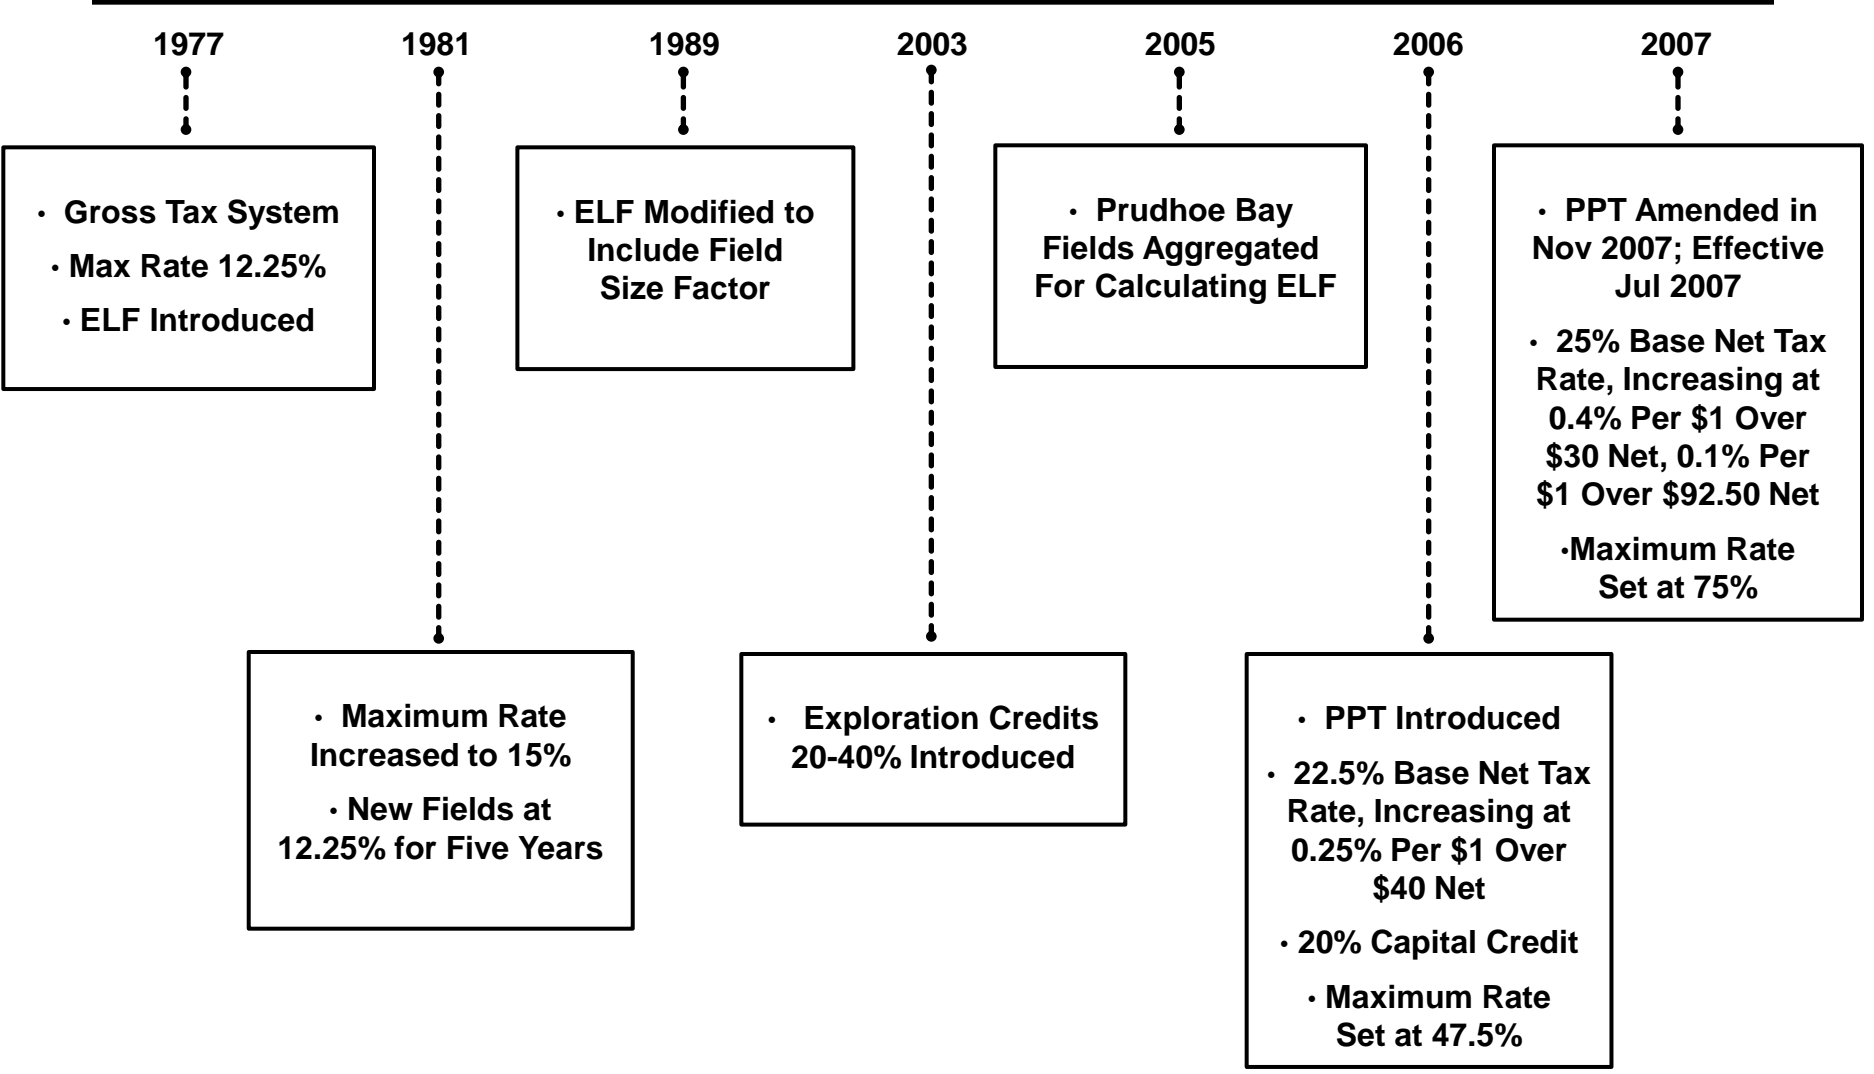 1977
1981
1989
2003
2005
2006
2007
• Gross Tax System
• Max Rate 12.25%
• ELF Introduced
• Maximum Rate
Increased to 15%
• New Fields at
12.25% for Five Years
• ELF Modified to
Include Field
Size Factor
• Exploration Credits
20-40% Introduced
• Prudhoe Bay
Fields Aggregated
For Calculating ELF
• PPT Introduced
• 22.5% Base Net Tax
Rate, Increasing at
0.25% Per $1 Over
$40 Net
• 20% Capital Credit
• Maximum Rate
Set at 47.5%
• PPT Amended in
Nov 2007; Effective
Jul 2007
• 25% Base Net Tax
Rate, Increasing at
0.4% Per $1 Over
$30 Net, 0.1% Per
$1 Over $92.50 Net
•Maximum Rate
Set at 75%